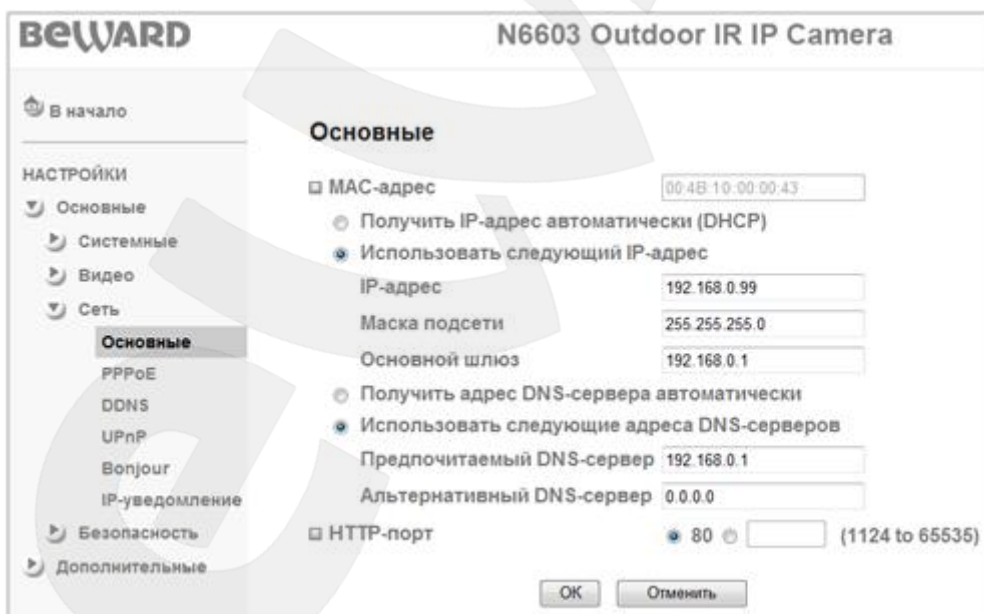 BEWARD
N6603 Outdoor IR IP Camera
В начало
НАСТРОЙКИ
Основные
Системные
Видео
Сеть
Основные
PPPoE
DDNS
UPnP
Bonjour
IP-уведомление
Безопасность
Дополнительные
Основные
MAC-адрес 00:4B:10:00:00:43
Получить IP-адрес автоматически (DHCP)
Использовать следующий IP-адрес
IP-адрес 192.168.0.99
Маска подсети 255.255.255.0
Основной шлюз 192.168.0.1
Получить адрес DNS-сервера автоматически
Использовать следующие адреса DNS-серверов
Предпочитаемый DNS-сервер 192.168.0.1
Альтернативный DNS-сервер 0.0.0.0
HTTP-порт 80 (1124 to 65535)
OK Отменить